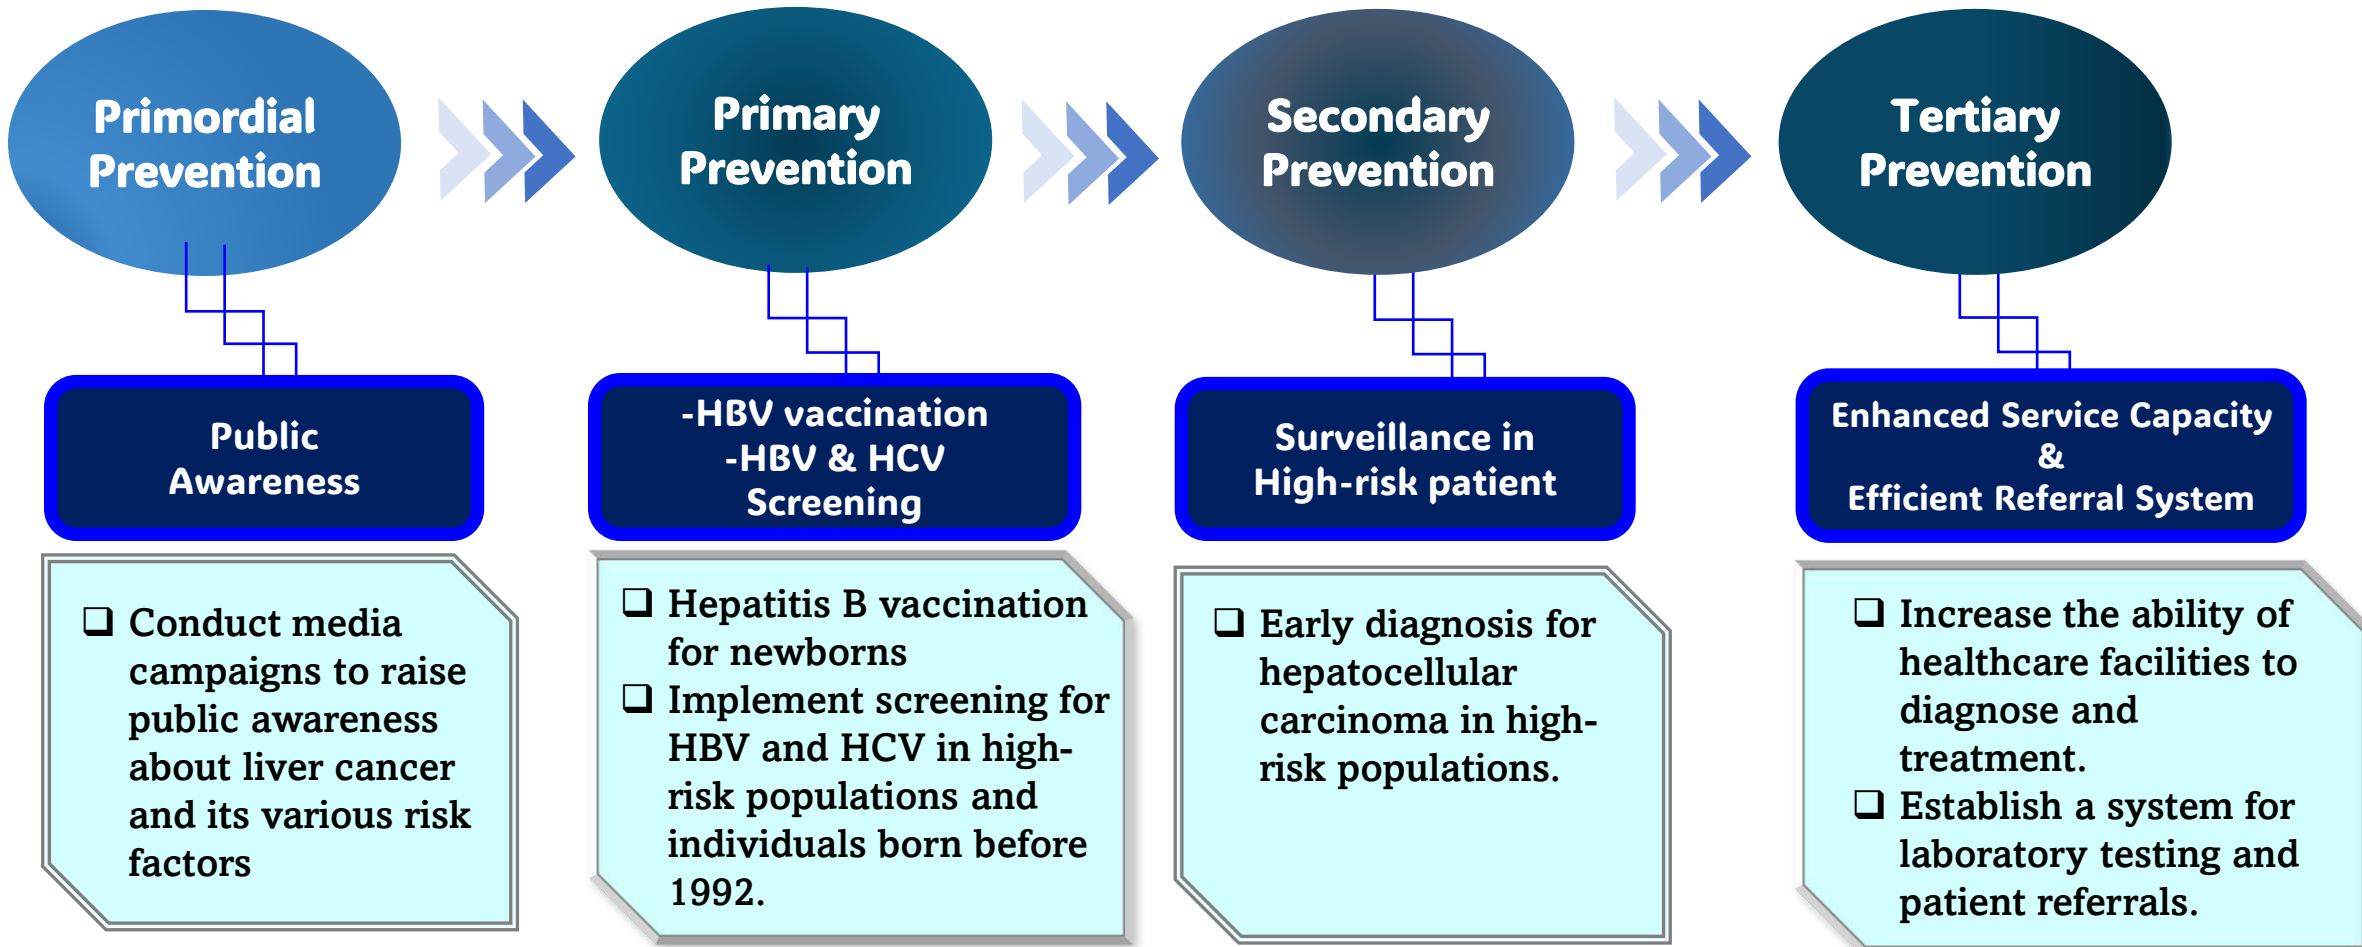 Primordial
Prevention
Primary
Prevention
Secondary
Prevention
Tertiary
Prevention
Public
Awareness
-HBV vaccination
-HBV & HCV
Screening
Surveillance in
High-risk patient
Enhanced Service Capacity
&
Efficient Referral System
❑ Conduct media
campaigns to raise
public awareness
about liver cancer
and its various risk
factors
❑ Hepatitis B vaccination
for newborns
❑ Implement screening for
HBV and HCV in high-
risk populations and
individuals born before
1992.
❑ Early diagnosis for
hepatocellular
carcinoma in high-
risk populations.
❑ Increase the ability of
healthcare facilities to
diagnose and
treatment.
❑ Establish a system for
laboratory testing and
patient referrals.